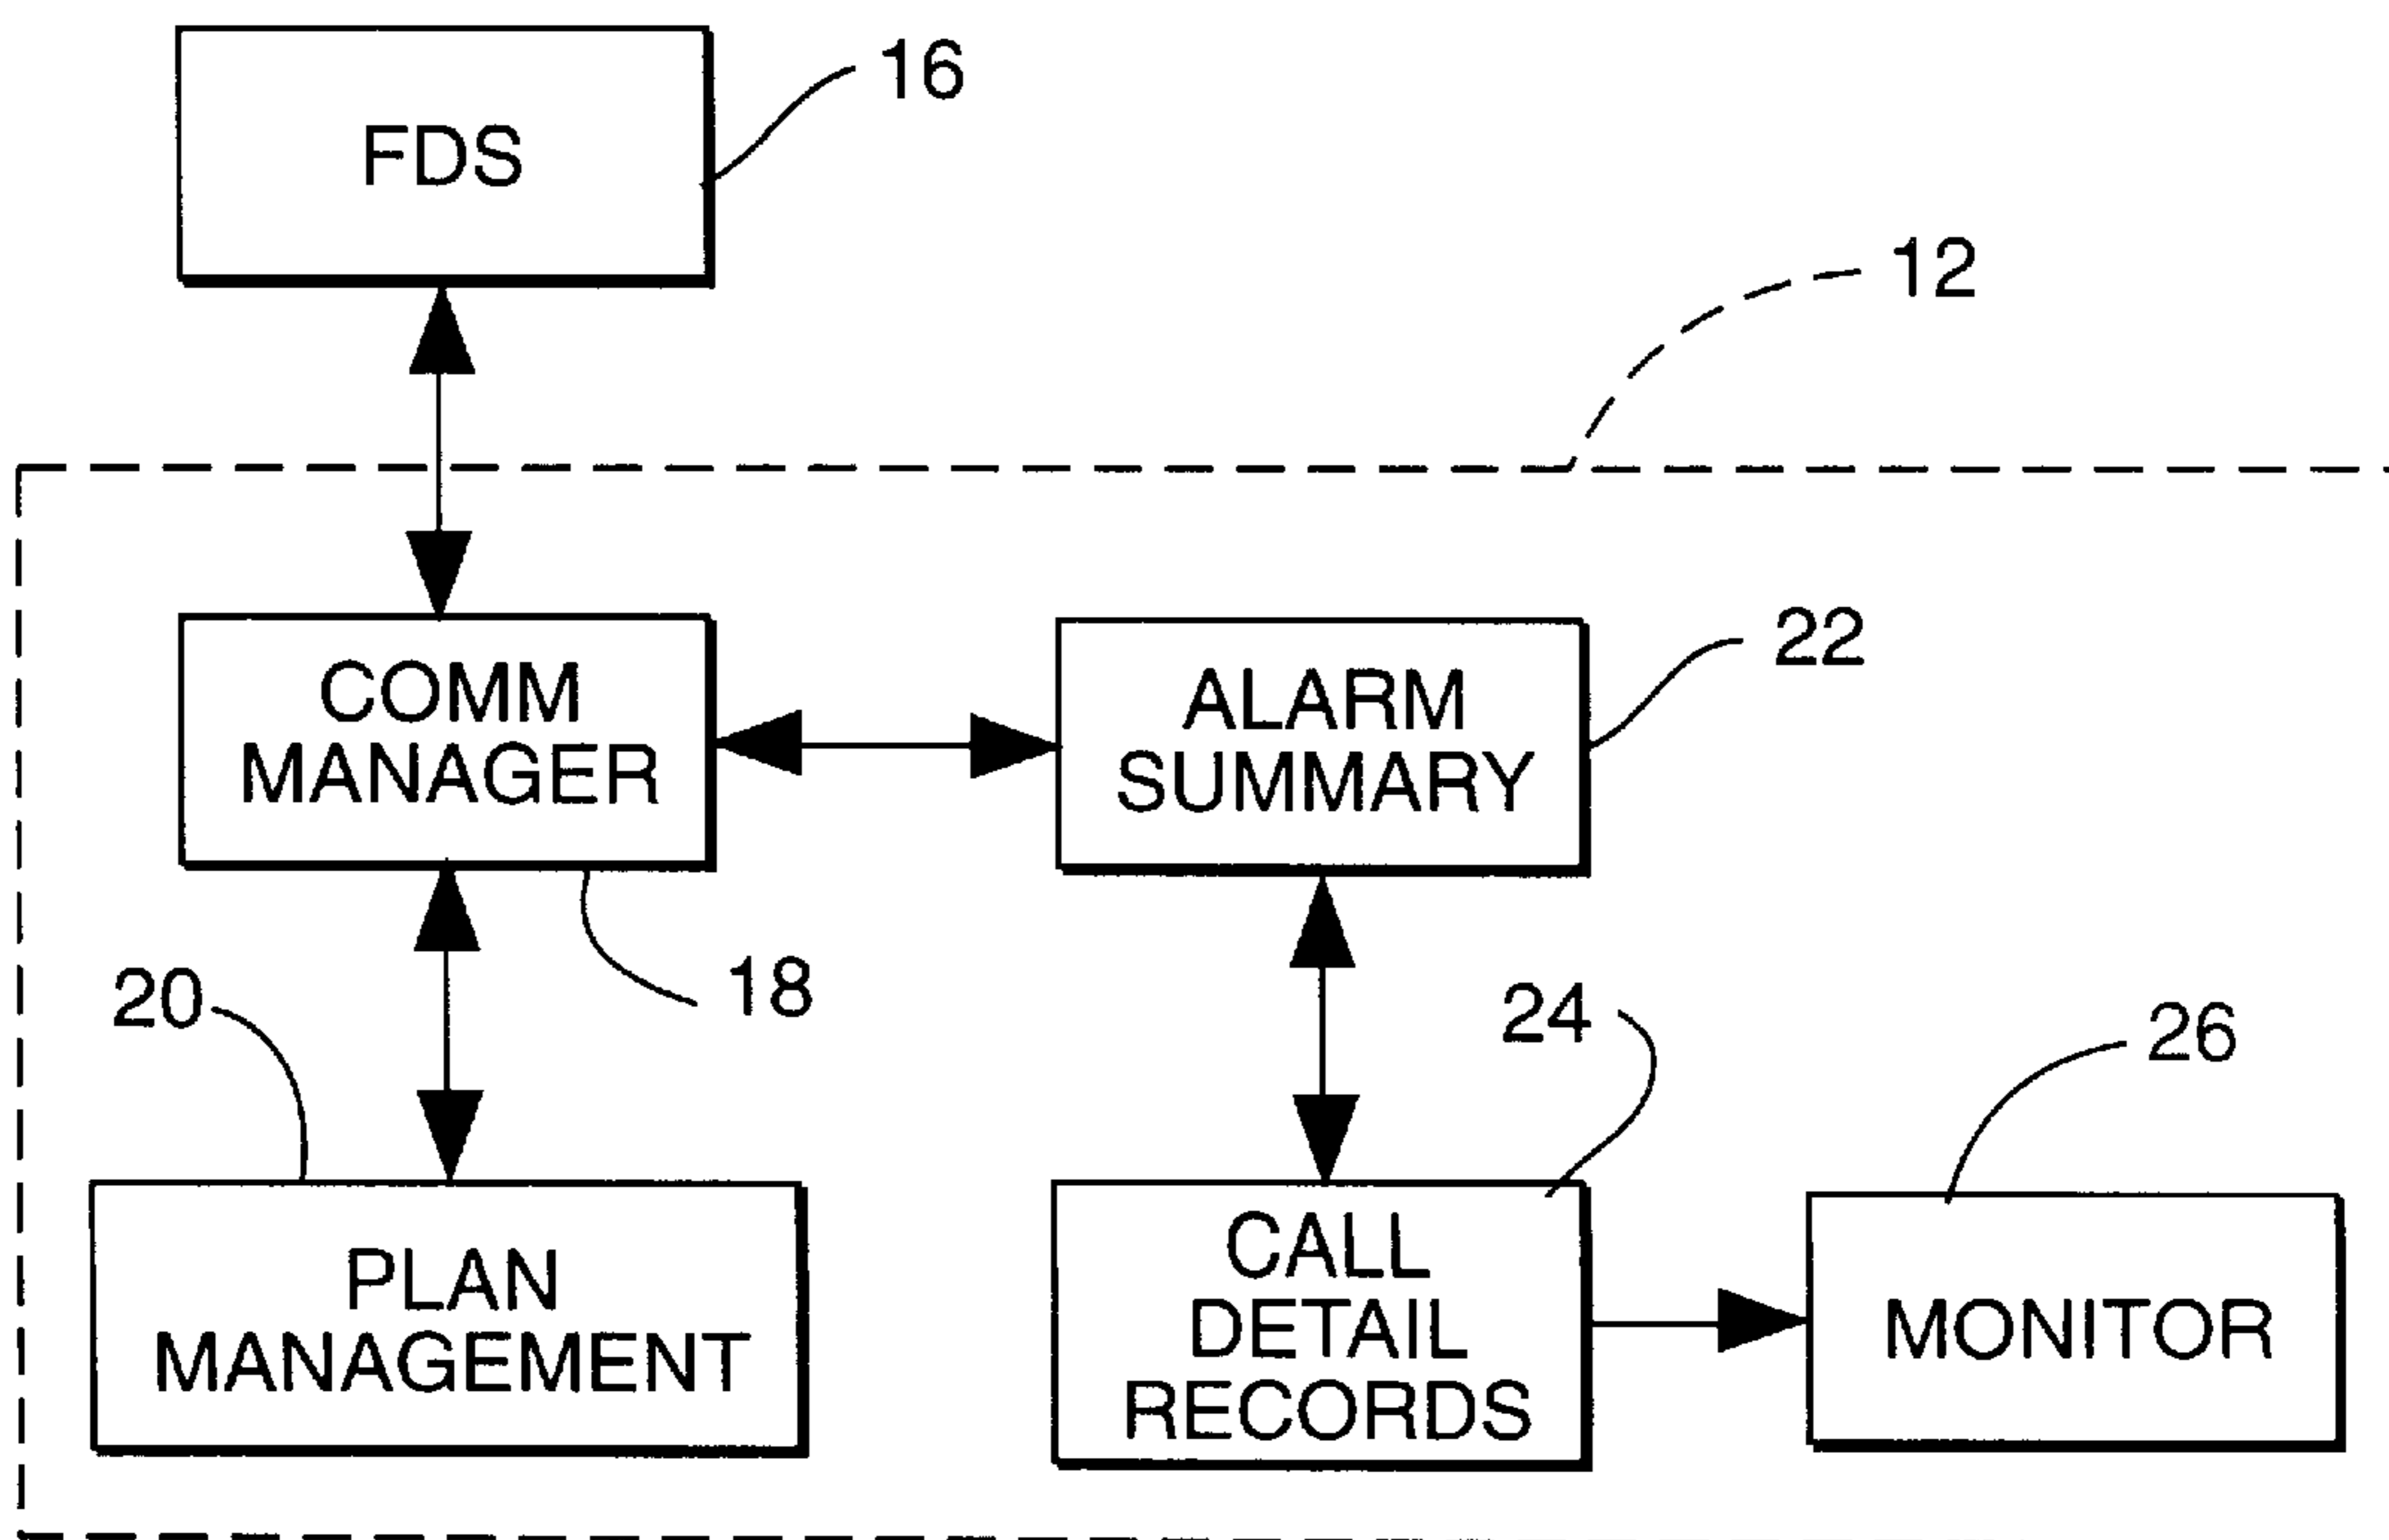 16
FDS
12
COMM
MANAGER
ALARM
SUMMARY
22
20
18
24
26
PLAN
MANAGEMENT
CALL
DETAIL
RECORDS
MONITOR